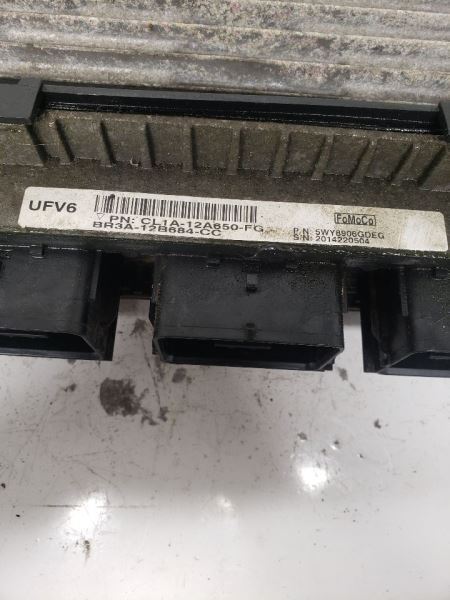 UFV6
PN: CL1A-12A650-FG
BR3A-12B684-CC
FoMoCo
P/N: 5WY8906GDEG
S/N: 2014220504